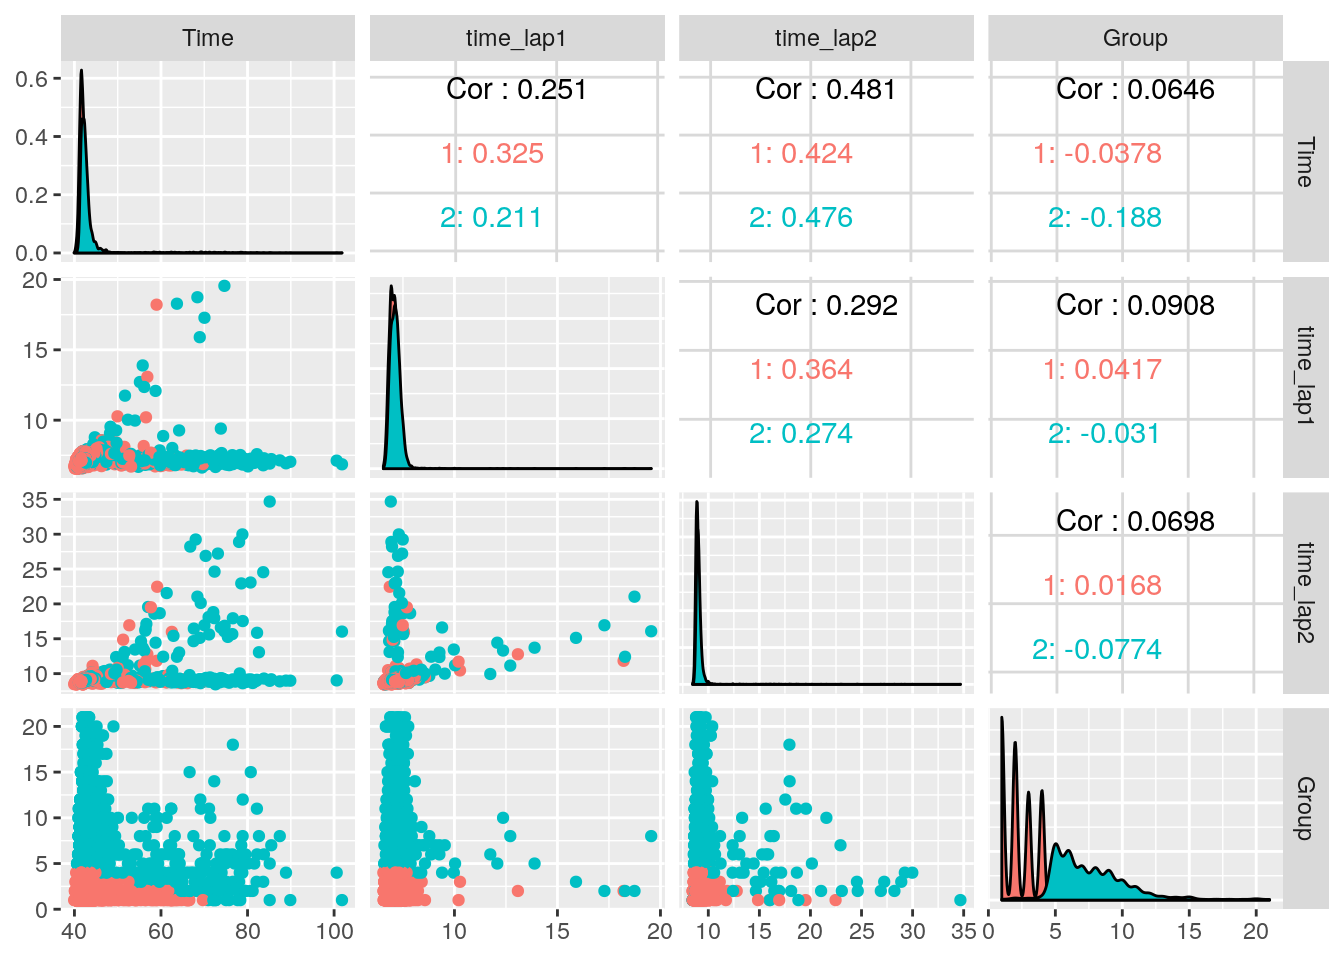 Time time_lap1 time_lap2 Group
0.6 Cor : 0.251 Cor : 0.481 Cor : 0.0646 Time
0.4 1: 0.325 1: 0.424 1: -0.0378
0.2 2: 0.211 2: 0.476 2: -0.188
0.0
20 Cor : 0.292 Cor : 0.0908 time_lap1
15 1: 0.364 1: 0.0417
10 2: 0.274 2: -0.031
35 Cor : 0.0698 time_lap2
30
25 1: 0.0168
20
15 2: -0.0774
10
20 Group
15
10
5
0
40 60 80 100 10 20 10 15 20 25 30 35 0 5 10 15 20